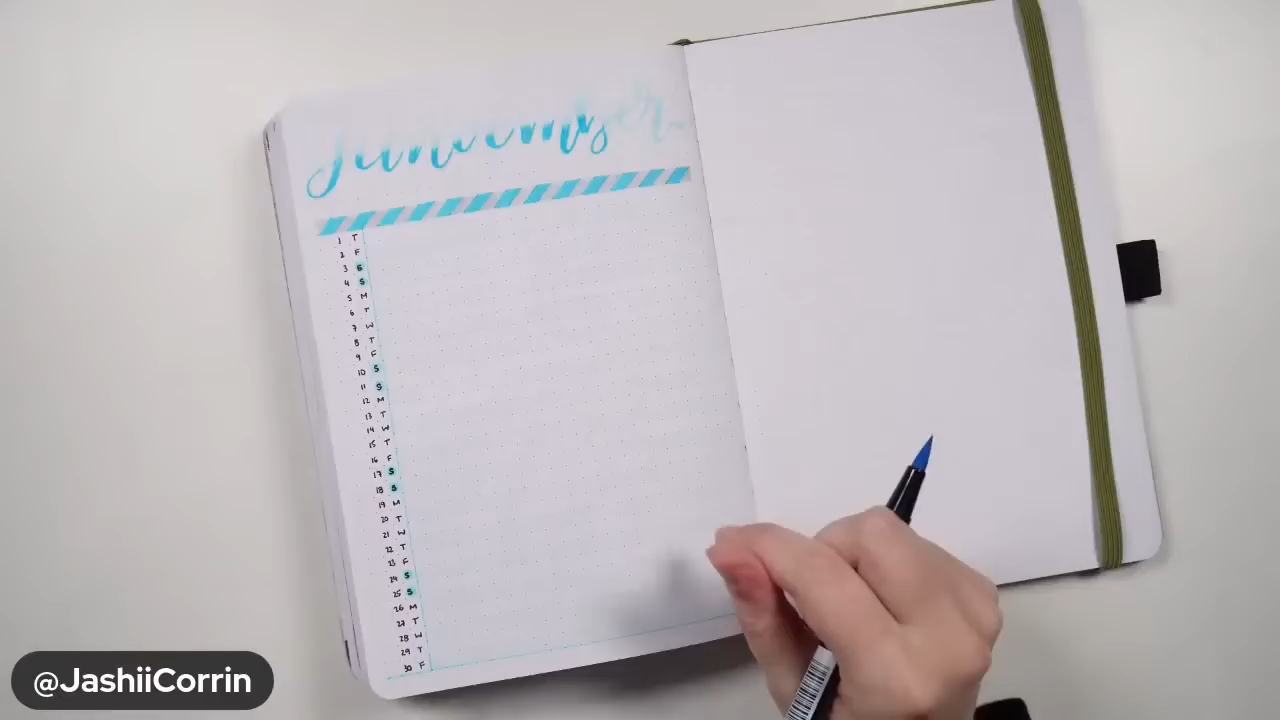 1 T
2 F
3 S
4 S
5 M
6 T
7 W
8 T
9 F
10 S
11 S
12 M
13 T
14 W
15 T
16 F
17 S
18 S
19 M
20 T
21 W
22 T
23 F
24 S
25 S
26 M
27 T
28 W
29 T
30 F
@JashiiCorrin